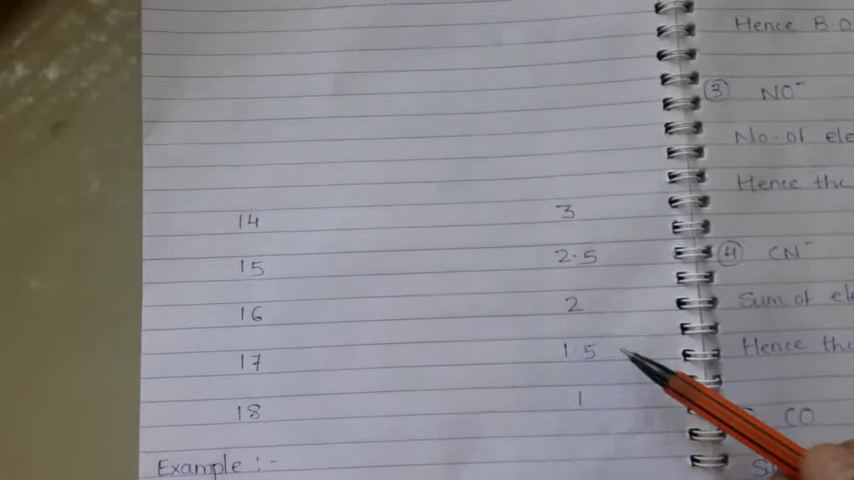 14 3
15 2.5
16 2
17 1.5
18 1
Example :-
Hence B.O
③ NO⁻
No. of ele
Hence the
④ CN⁻
Sum of ele
Hence the
CO